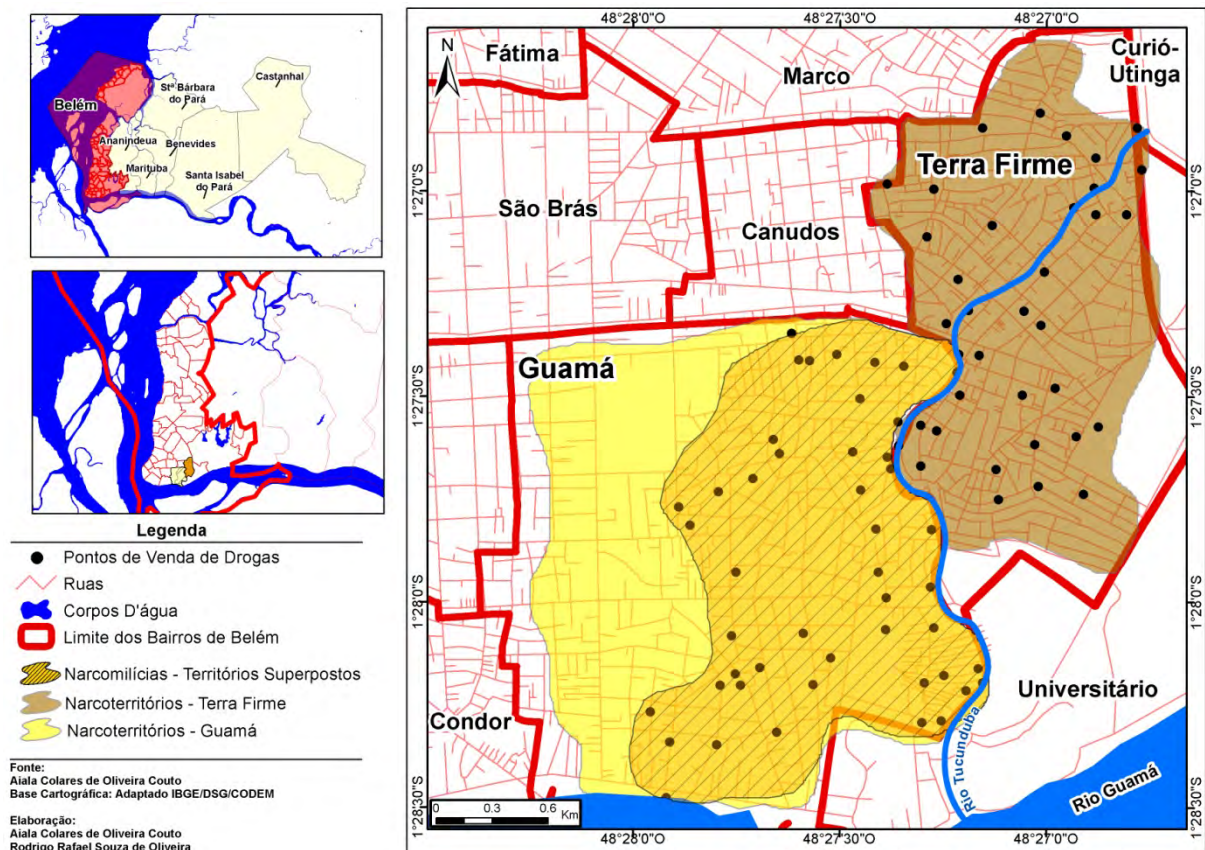 Belém
Stª Bárbara
do Pará
Castanhal
Ananindeua
Benevides
Marituba
Santa Isabel
do Pará
Legenda
Pontos de Venda de Drogas
Ruas
Corpos D'água
Limite dos Bairros de Belém
Narcomilícias - Territórios Superpostos
Narcoterritórios - Terra Firme
Narcoterritórios - Guamá
Fonte:
Aiala Colares de Oliveira Couto
Base Cartográfica: Adaptado IBGE/DSG/CODEM
Elaboração:
Aiala Colares de Oliveira Couto
Rodrigo Rafael Souza de Oliveira
48°28'0"O
48°27'30"O
48°27'0"O
N
Fátima
Marco
Curió-
Utinga
Terra Firme
São Brás
Canudos
Guamá
Condor
Universitário
Rio Tucunduba
Rio Guamá
0
0.3
0.6
Km
1°27'0"S
1°27'30"S
1°28'0"S
1°28'30"S
1°27'0"S
1°27'30"S
1°28'0"S
1°28'30"S
48°28'0"O
48°27'30"O
48°27'0"O